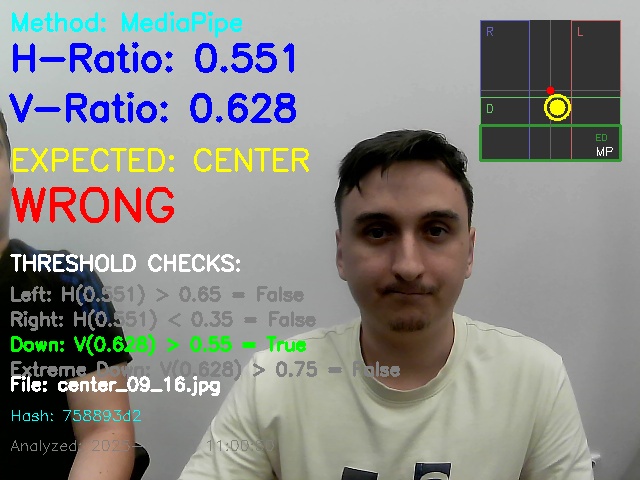 Method: MediaPipe
H-Ratio: 0.551
V-Ratio: 0.628
EXPECTED: CENTER
WRONG
THRESHOLD CHECKS:
Left: H(0.551) > 0.65 = False
Right: H(0.551) < 0.35 = False
Down: V(0.628) > 0.55 = True
Extreme Down: V(0.628) > 0.75 = False
File: center_09_16.jpg
Hash: 758893d2
Analyzed:
R L
D
ED
MP